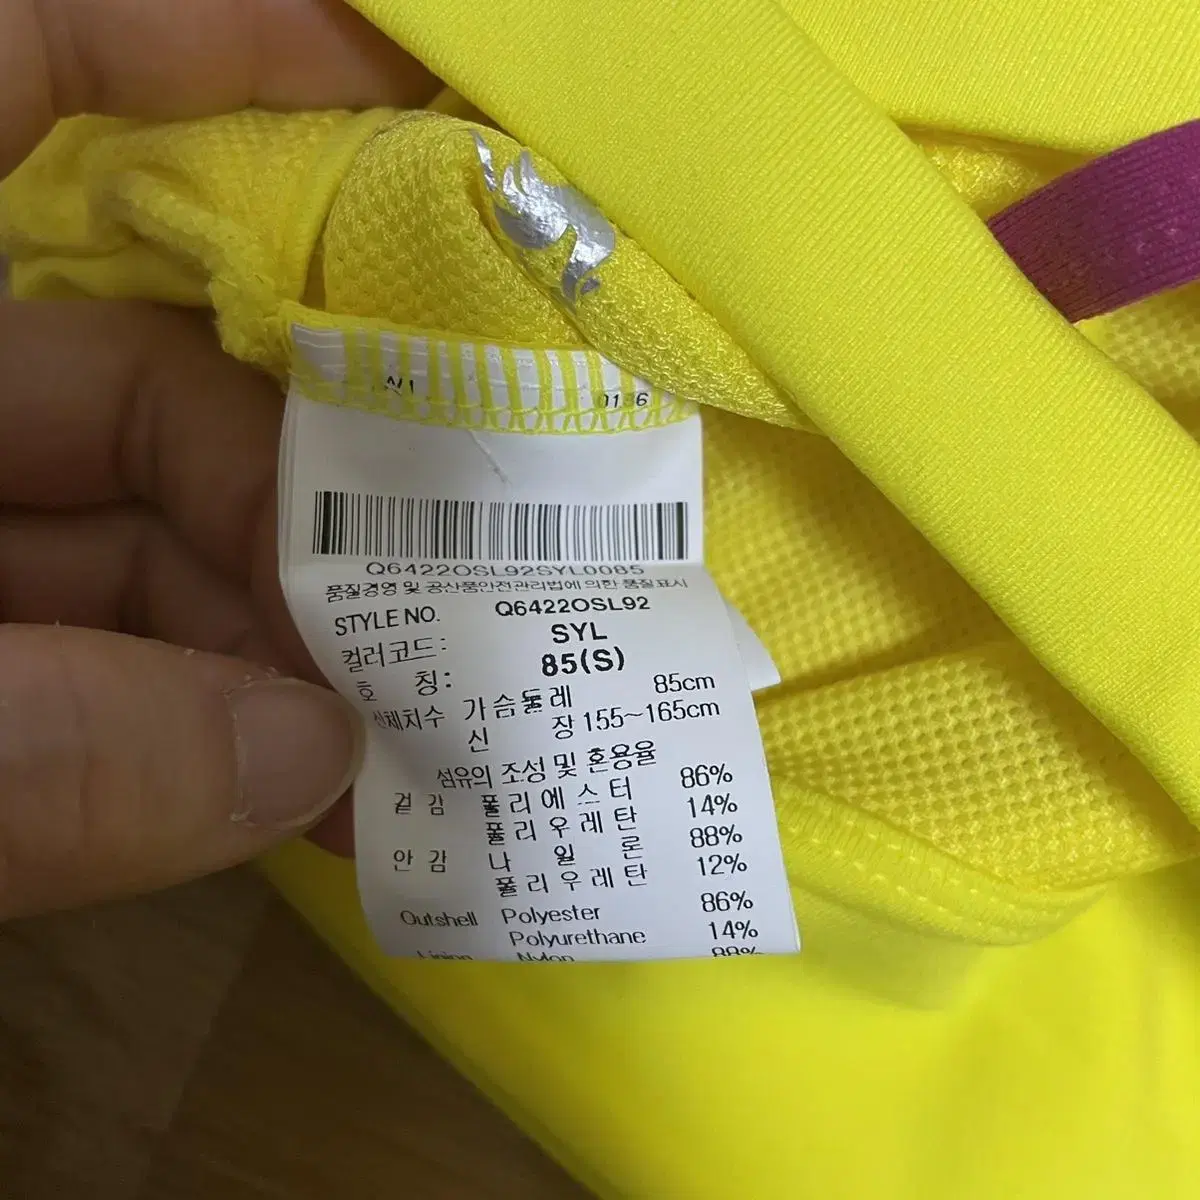 0136
Q6422OSL92SYL0085
품질경영 및 공산품안전관리법에 의한 품질표시
STYLE NO. Q6422OSL92
컬러코드: SYL
호 칭: 85(S)
신체치수 가슴둘레 85cm
신 장 155~165cm
섬유의 조성 및 혼용율
겉 감 폴리에스터 86%
폴리우레탄 14%
안 감 나 일 론 88%
폴리우레탄 12%
Outshell Polyester 86%
Polyurethane 14%
Lining Nylon 88%